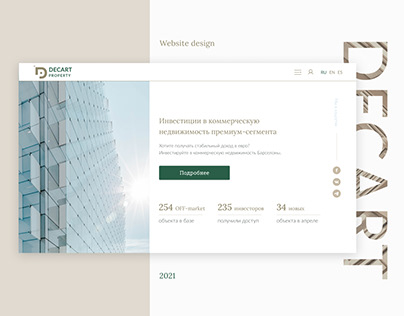 Website design
DECART
PROPERTY
RU EN ES
Инвестиции в коммерческую
недвижимость премиум-сегмента
Хотите получать стабильный доход в евро?
Инвестируйте в коммерческую недвижимость Барселоны.
Подробнее
254 OFF-market
объекта в базе
235 инвесторов
получили доступ
34 новых
объекта в апреле
2021
DECART